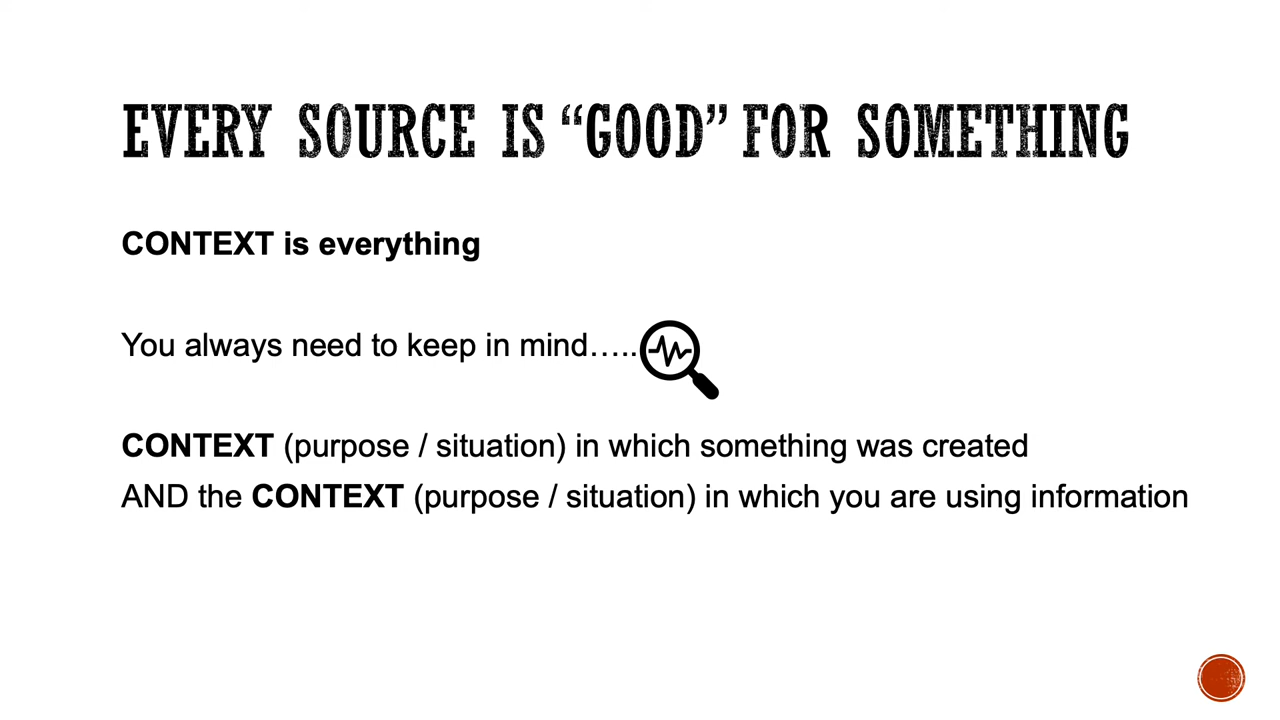 EVERY SOURCE IS “GOOD” FOR SOMETHING
CONTEXT is everything
You always need to keep in mind…..
CONTEXT (purpose / situation) in which something was created
AND the CONTEXT (purpose / situation) in which you are using information